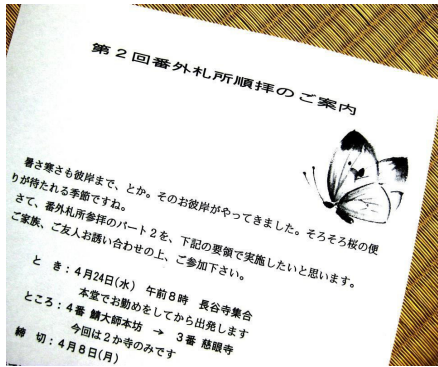 第２回番外札所順拝のご案内
暑さ寒さも彼岸まで、とか。そのお彼岸がやってきました。そろそろ桜の便
りが待たれる季節ですね。
さて、番外札所参拝のパート２を、下記の要領で実施したいと思います。
ご家族、ご友人お誘い合わせの上、ご参加下さい。
と　き：４月24日(水)　午前８時　長谷寺集合
本堂でお勤めをしてから出発します
ところ：４番 鯖大師本坊　→　３番 慈眼寺
今回は２か寺のみです
締　切：４月８日(月)